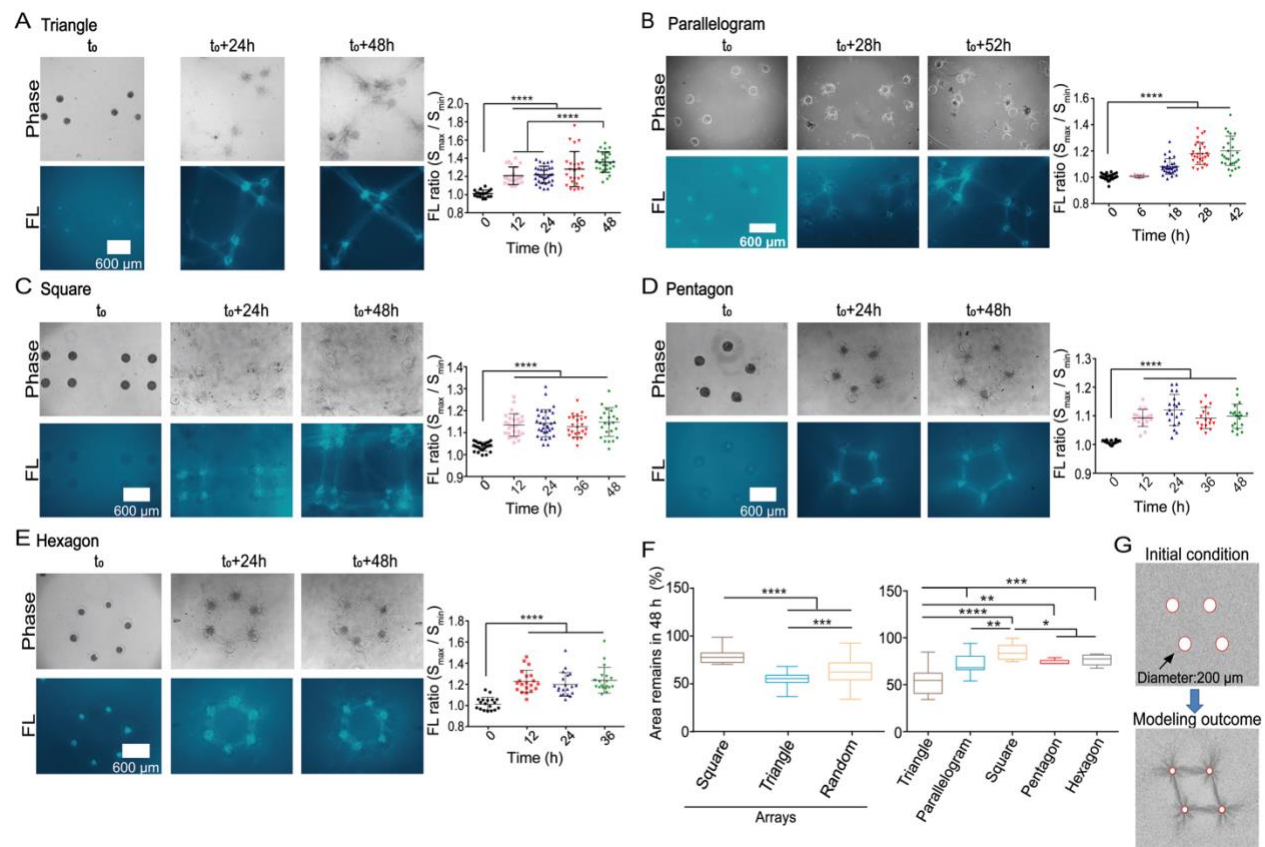 A Triangle
t₀ t₀+24h t₀+48h
Phase
FL
600 µm
FL ratio (Smax / Smin)
2.0
1.8
1.6
1.4
1.2
1.0
0.8
****
****
0 12 24 36 48
Time (h)
B Parallelogram
t₀ t₀+28h t₀+52h
Phase
FL
600 µm
FL ratio (Smax / Smin)
1.6
1.4
1.2
1.0
0.8
****
0 6 18 28 42
Time (h)
C Square
t₀ t₀+24h t₀+48h
Phase
FL
600 µm
FL ratio (Smax / Smin)
1.4
1.3
1.2
1.1
1.0
0.9
****
0 12 24 36 48
Time (h)
D Pentagon
t₀ t₀+24h t₀+48h
Phase
FL
600 µm
FL ratio (Smax / Smin)
1.3
1.2
1.1
1.0
0.9
****
0 12 24 36 48
Time (h)
E Hexagon
t₀ t₀+24h t₀+48h
Phase
FL
600 µm
FL ratio (Smax / Smin)
1.8
1.6
1.4
1.2
1.0
0.8
****
0 12 24 36
Time (h)
F
Area remains in 48 h (%)
150
100
50
0
****
***
Square Triangle Random
Arrays
150
100
50
0
***
**
****
**
*
Triangle Parallelogram Square Pentagon Hexagon
G
Initial condition
Diameter:200 µm
Modeling outcome